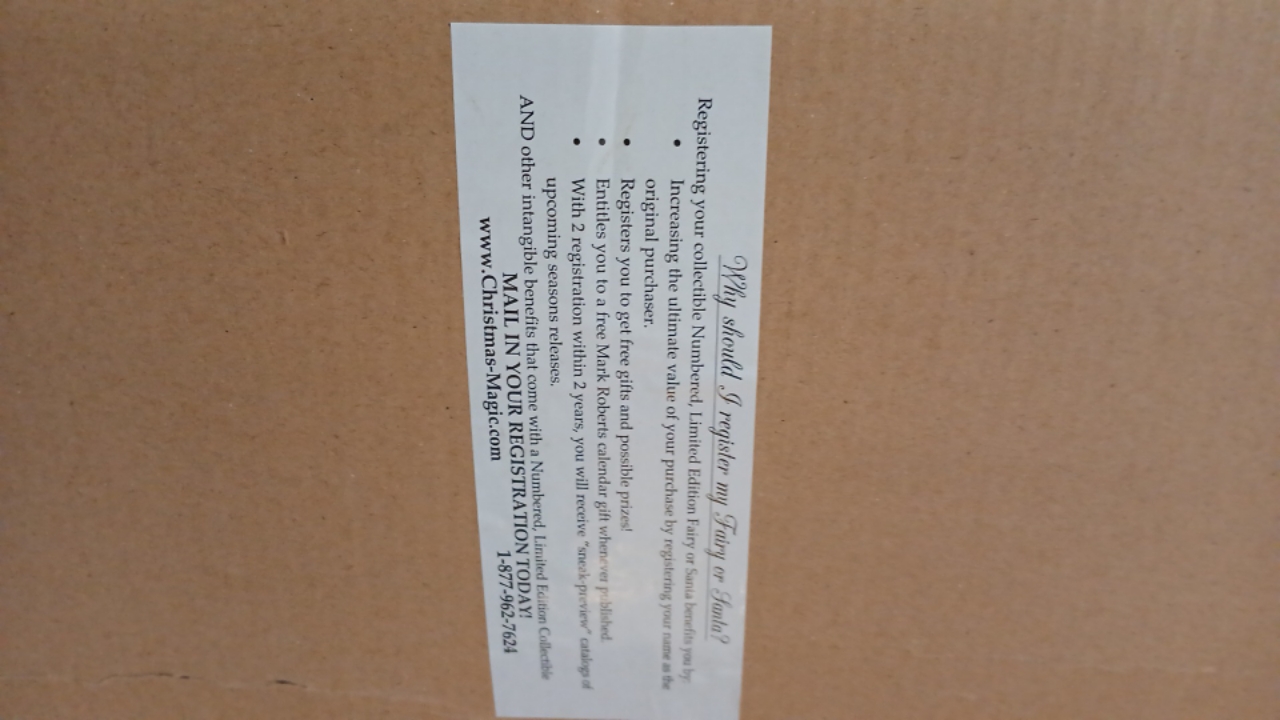 Why should I register my Fairy or Santa?
Registering your collectible Numbered, Limited Edition Fairy or Santa benefits you by:
• Increasing the ultimate value of your purchase by registering your name as the
original purchaser.
• Registers you to get free gifts and possible prizes!
• Entitles you to a free Mark Roberts calendar gift whenever published.
• With 2 registration within 2 years, you will receive "sneak-preview" catalogs of
upcoming seasons releases.
AND other intangible benefits that come with a Numbered, Limited Edition Collectible
MAIL IN YOUR REGISTRATION TODAY!
www.Christmas-Magic.com 1-877-962-7624